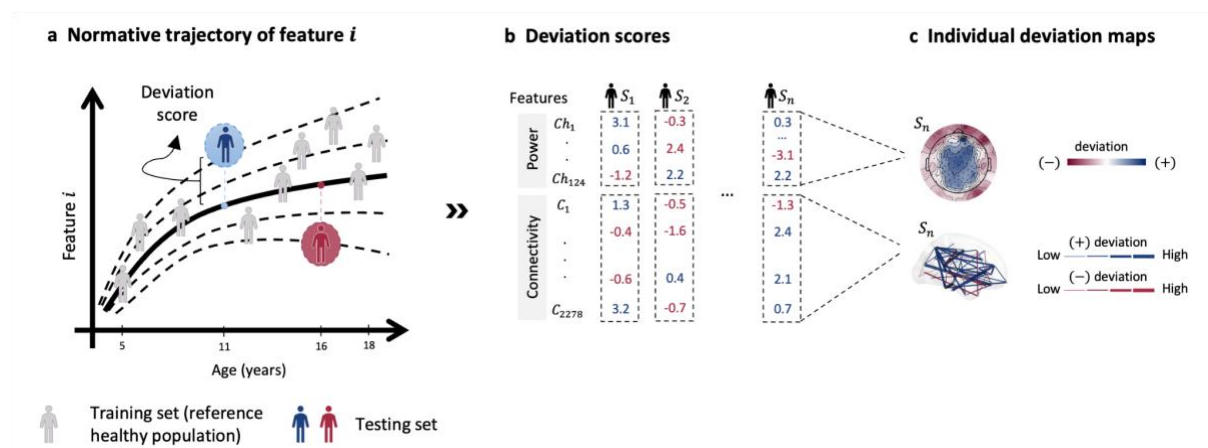 a Normative trajectory of feature i
b Deviation scores
c Individual deviation maps
Deviation
score
Feature i
5
11
16
18
Age (years)
Training set (reference
healthy population)
Testing set
Features
S₁
S₂
Sₙ
Power
Ch₁
3.1
-0.3
0.3
.
...
.
0.6
2.4
-3.1
Ch₁₂₄
-1.2
2.2
2.2
Connectivity
C₁
1.3
-0.5
-1.3
.
-0.4
-1.6
2.4
...
.
.
-0.6
0.4
2.1
C₂₂₇₈
3.2
-0.7
0.7
Sₙ
deviation
(−)
(+)
Sₙ
(+) deviation
Low
High
(−) deviation
Low
High